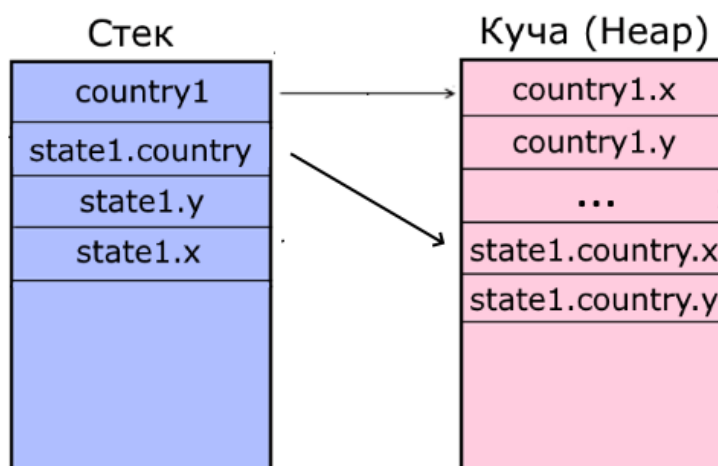 Стек
country1
state1.country
state1.y
state1.x
Куча (Heap)
country1.x
country1.y
...
state1.country.x
state1.country.y